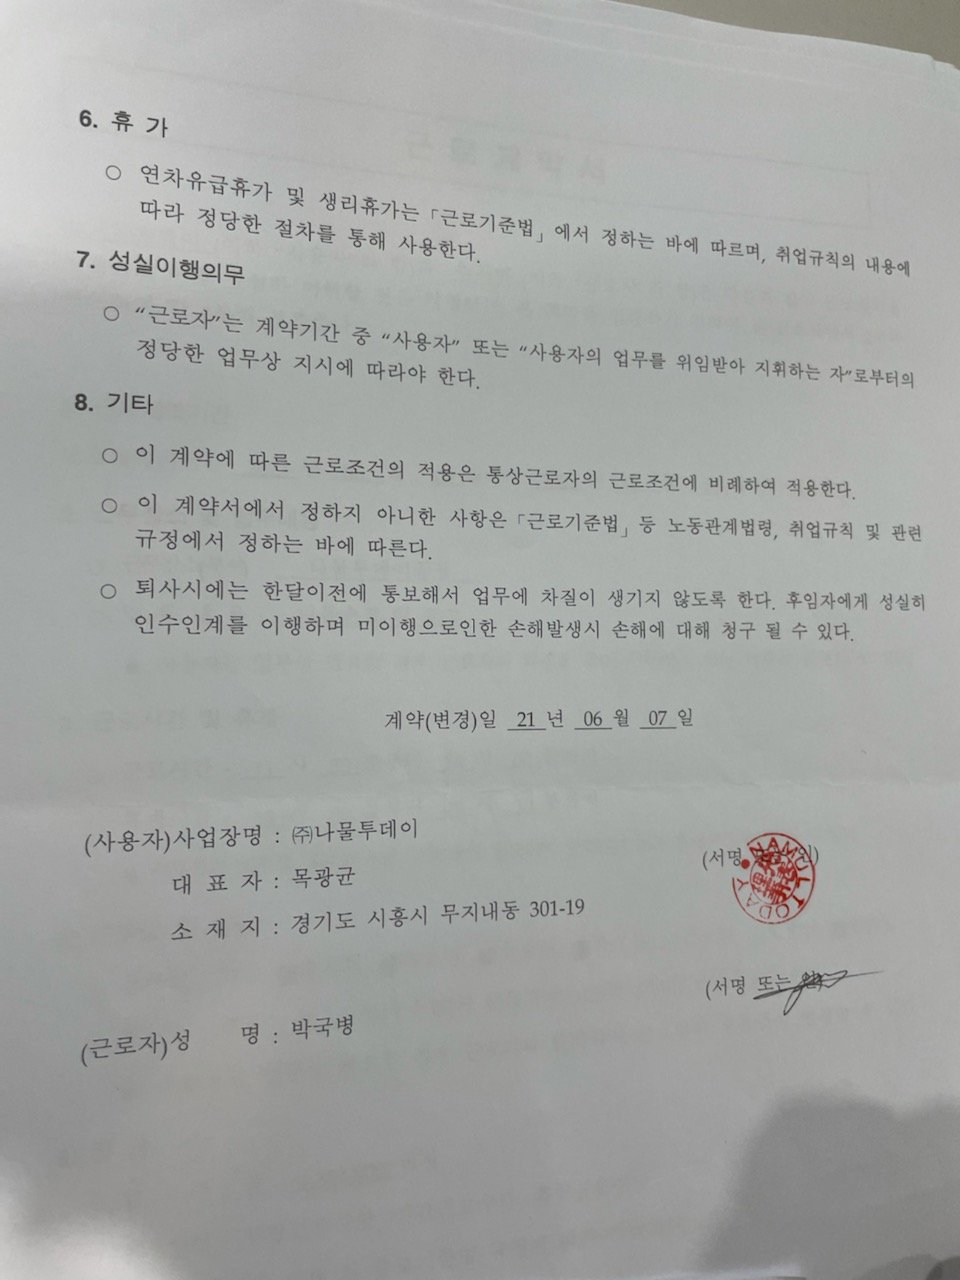 6. 휴 가
○ 연차유급휴가 및 생리휴가는 「근로기준법」에서 정하는 바에 따르며, 취업규칙의 내용에
따라 정당한 절차를 통해 사용한다.
7. 성실이행의무
○ “근로자”는 계약기간 중 “사용자” 또는 “사용자의 업무를 위임받아 지휘하는 자”로부터의
정당한 업무상 지시에 따라야 한다.
8. 기타
○ 이 계약에 따른 근로조건의 적용은 통상근로자의 근로조건에 비례하여 적용한다.
○ 이 계약서에서 정하지 아니한 사항은 「근로기준법」 등 노동관계법령, 취업규칙 및 관련
규정에서 정하는 바에 따른다.
○ 퇴사시에는 한달이전에 통보해서 업무에 차질이 생기지 않도록 한다. 후임자에게 성실히
인수인계를 이행하며 미이행으로인한 손해발생시 손해에 대해 청구 될 수 있다.
계약(변경)일 21 년 06 월 07 일
(사용자)사업장명 : ㈜나물투데이
(서명 또는 인)
NAMUL TODAY
대 표 자 : 목광균
소 재 지 : 경기도 시흥시 무지내동 301-19
(서명 또는 인)
(근로자)성 명 : 박국병